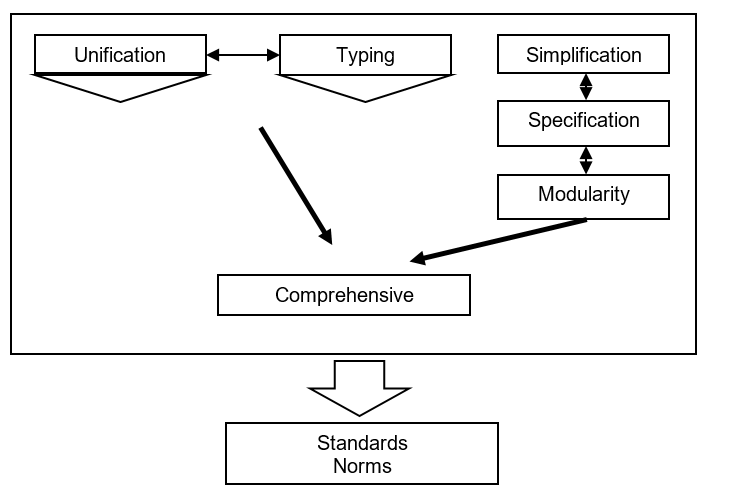 Unification
Typing
Simplification
Specification
Modularity
Comprehensive
Standards
Norms